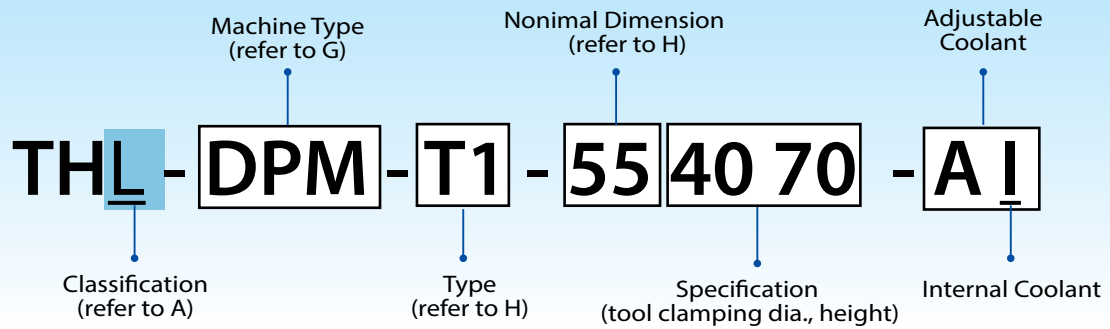 Machine Type
(refer to G)
Nonimal Dimension
(refer to H)
Adjustable
Coolant
THL - DPM - T1 - 55 40 70 - A I
Classification
(refer to A)
Type
(refer to H)
Specification
(tool clamping dia., height)
Internal Coolant